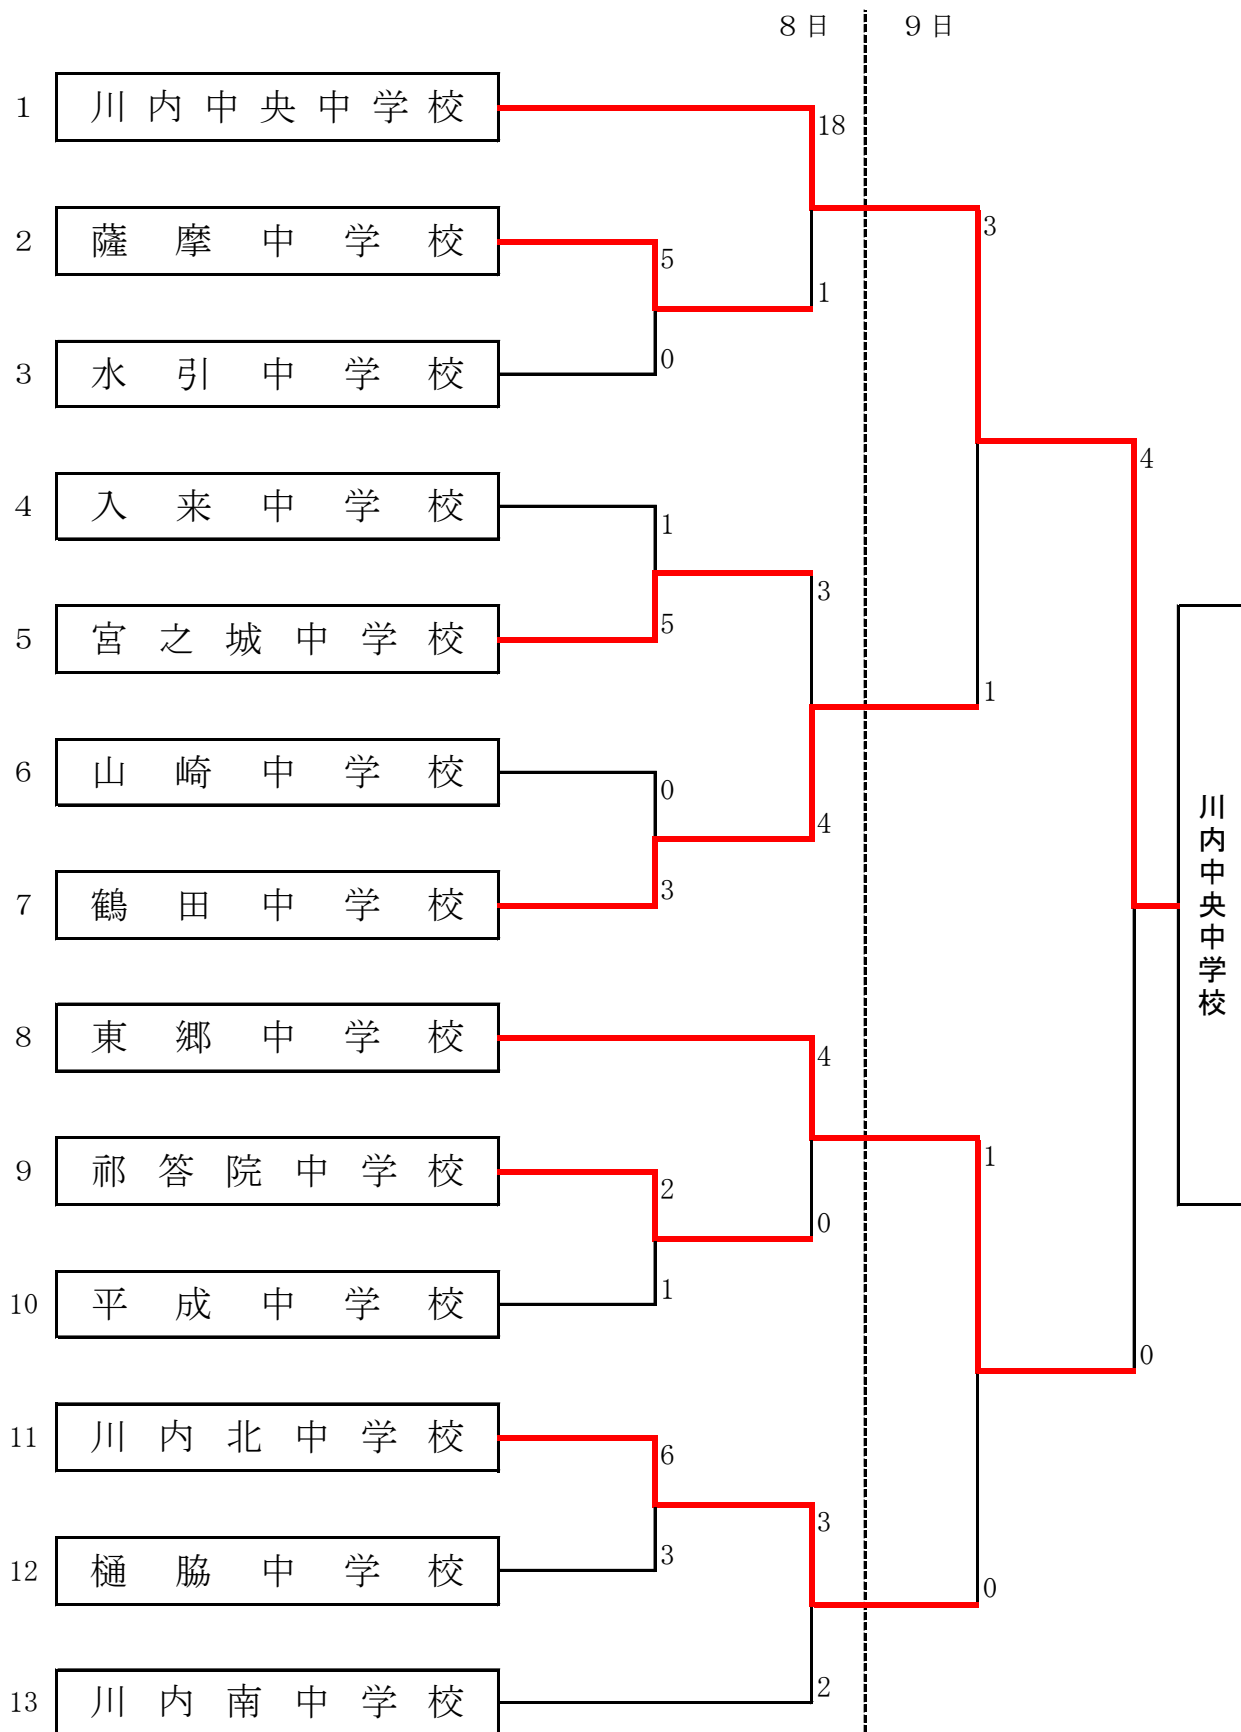 8日 9日
1 川内中央中学校
18
2 薩摩中学校
3
5
1
3 水引中学校
0
4
4 入来中学校
1
3
5 宮之城中学校
5
1
6 山崎中学校
0
4
7 鶴田中学校
3
川内中央中学校
8 東郷中学校
4
1
9 祁答院中学校
2
0
10 平成中学校
1
0
11 川内北中学校
6
3
12 樋脇中学校
3
0
13 川内南中学校
2